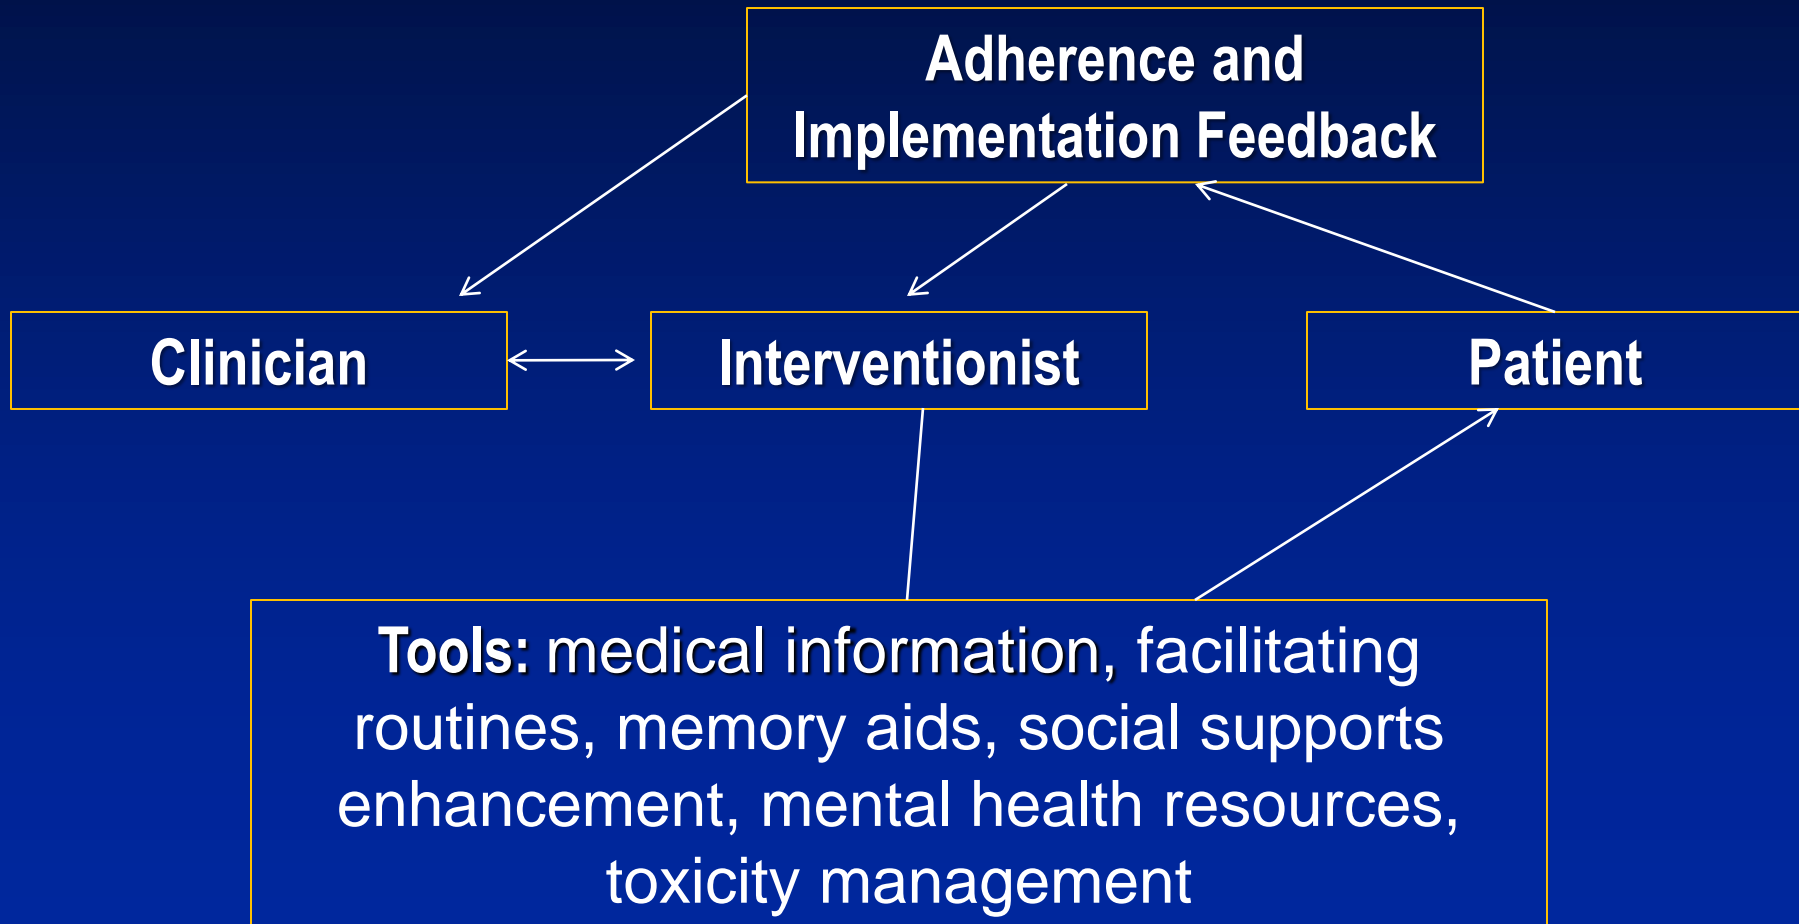 Adherence and
Implementation Feedback
Clinician
Interventionist
Patient
Tools: medical information, facilitating
routines, memory aids, social supports
enhancement, mental health resources,
toxicity management